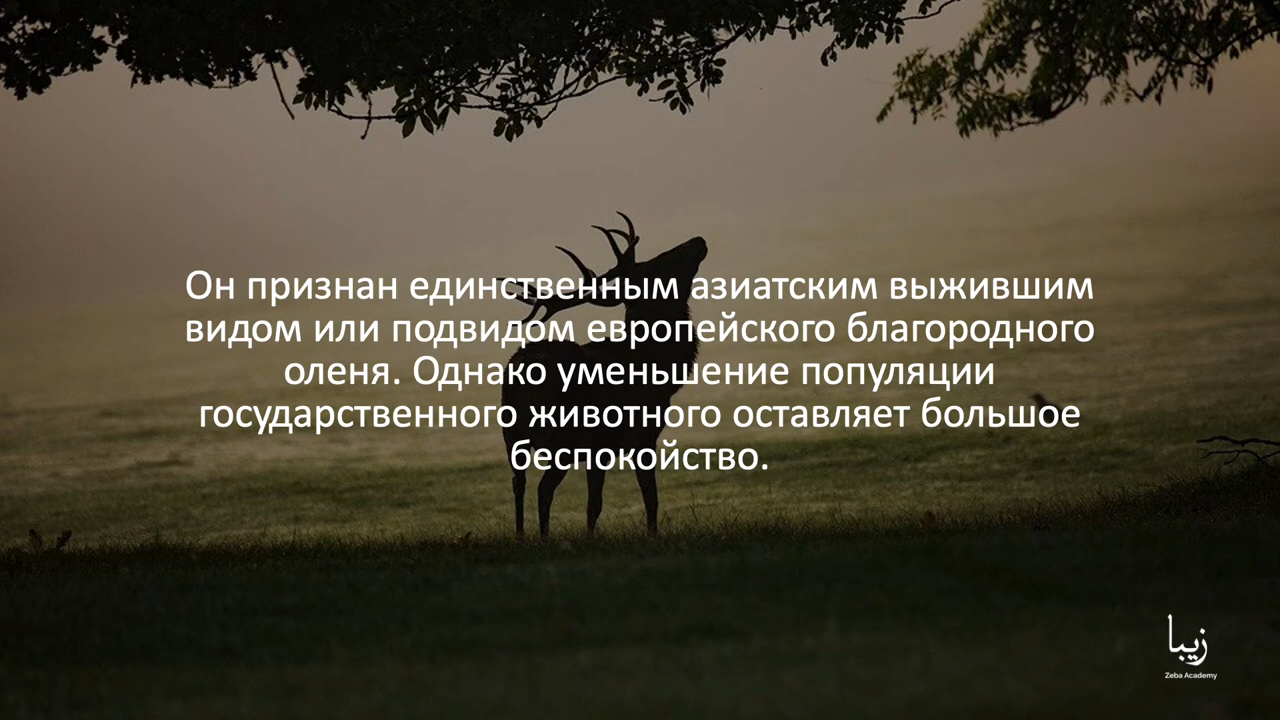 Он признан единственным азиатским выжившим
видом или подвидом европейского благородного
оленя. Однако уменьшение популяции
государственного животного оставляет большое
беспокойство.
زیبا
Zeba Academy